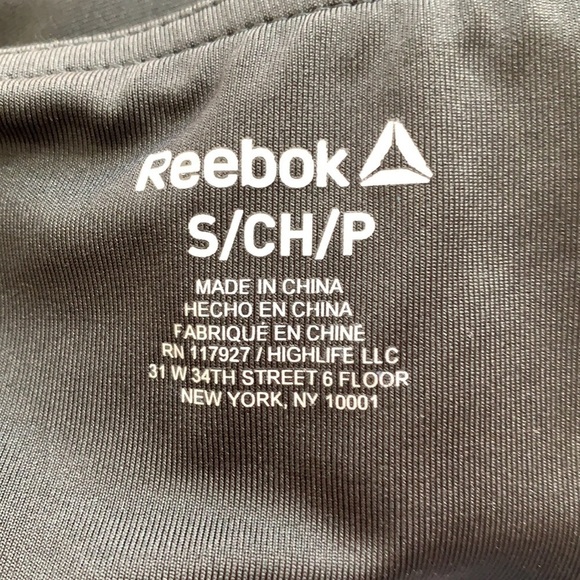 Reebok
S/CH/P
MADE IN CHINA
HECHO EN CHINA
FABRIQUE EN CHINE
RN 117927 / HIGHLIFE LLC
31 W 34TH STREET 6 FLOOR
NEW YORK, NY 10001